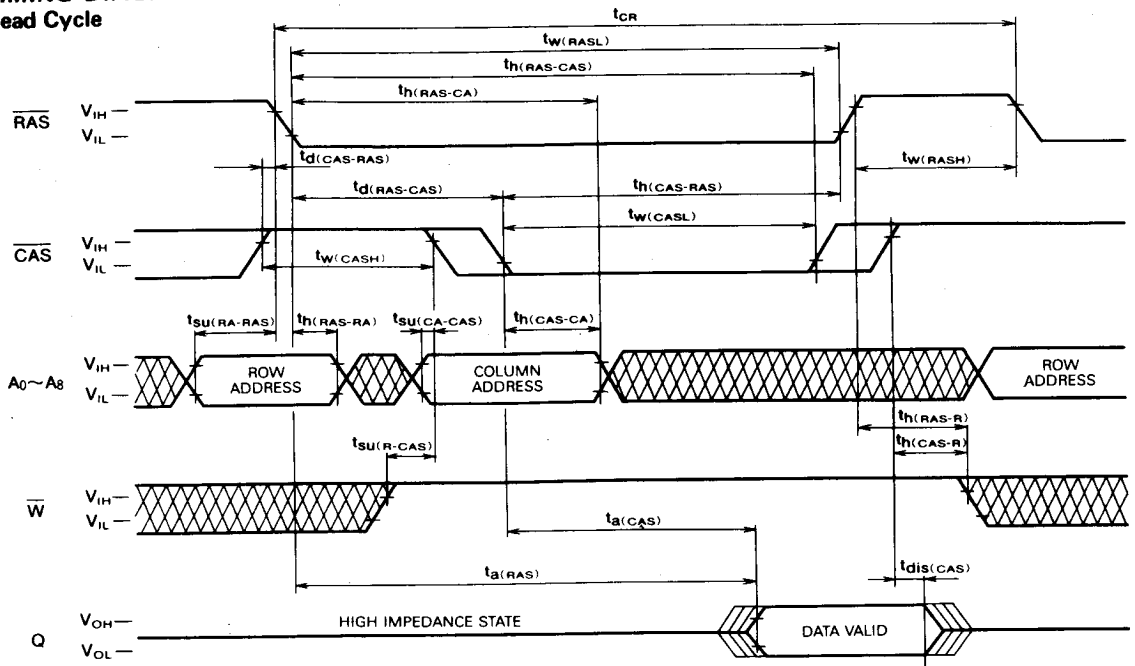 ead Cycle
tCR
tW(RASL)
th(RAS-CAS)
th(RAS-CA)
RAS
VIH
VIL
td(CAS-RAS)
tW(RASH)
td(RAS-CAS)
th(CAS-RAS)
tW(CASL)
CAS
VIH
VIL
tW(CASH)
tsu(RA-RAS)
th(RAS-RA)
tsu(CA-CAS)
th(CAS-CA)
A0~A8
VIH
VIL
ROW
ADDRESS
COLUMN
ADDRESS
ROW
ADDRESS
th(RAS-R)
th(CAS-R)
tsu(R-CAS)
W
VIH
VIL
ta(CAS)
ta(RAS)
tdis(CAS)
Q
VOH
VOL
HIGH IMPEDANCE STATE
DATA VALID